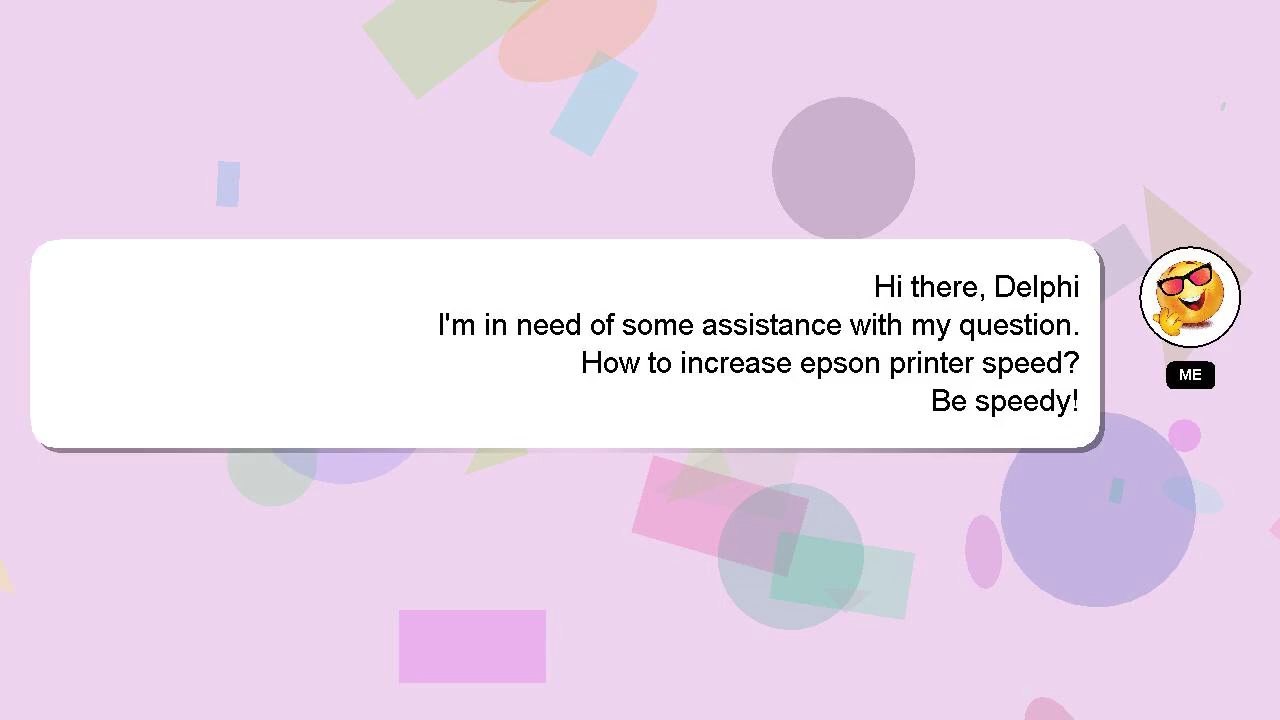 Hi there, Delphi
I'm in need of some assistance with my question.
How to increase epson printer speed?
Be speedy!
ME